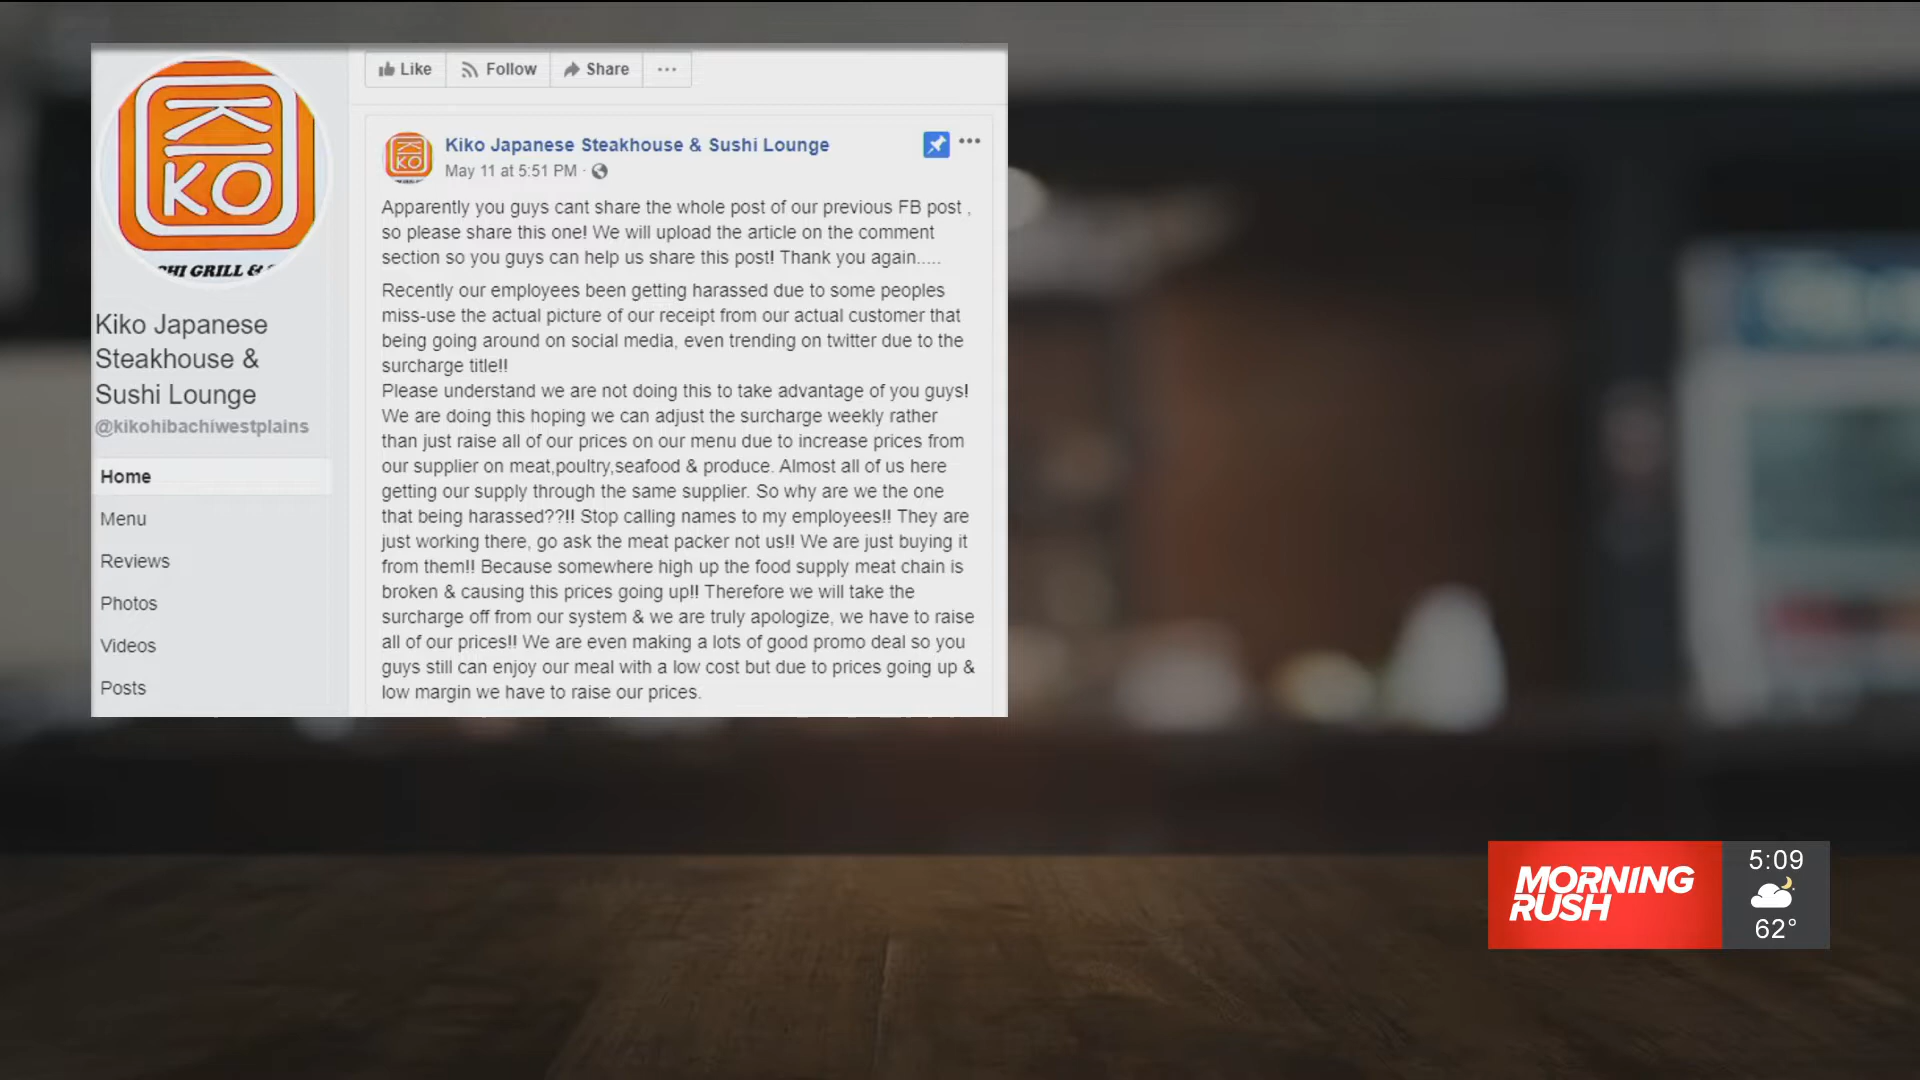 KIKO
HI GRILL &
Kiko Japanese
Steakhouse &
Sushi Lounge
@kikohibachiwestplains
Home
Menu
Reviews
Photos
Videos
Posts
Like Follow Share ...
KIKO
Kiko Japanese Steakhouse & Sushi Lounge
May 11 at 5:51 PM ·
Apparently you guys cant share the whole post of our previous FB post ,
so please share this one! We will upload the article on the comment
section so you guys can help us share this post! Thank you again.....
Recently our employees been getting harassed due to some peoples
miss-use the actual picture of our receipt from our actual customer that
being going around on social media, even trending on twitter due to the
surcharge title!!
Please understand we are not doing this to take advantage of you guys!
We are doing this hoping we can adjust the surcharge weekly rather
than just raise all of our prices on our menu due to increase prices from
our supplier on meat,poultry,seafood & produce. Almost all of us here
getting our supply through the same supplier. So why are we the one
that being harassed??!! Stop calling names to my employees!! They are
just working there, go ask the meat packer not us!! We are just buying it
from them!! Because somewhere high up the food supply meat chain is
broken & causing this prices going up!! Therefore we will take the
surcharge off from our system & we are truly apologize, we have to raise
all of our prices!! We are even making a lots of good promo deal so you
guys still can enjoy our meal with a low cost but due to prices going up &
low margin we have to raise our prices.
MORNING
RUSH
5:09
62°